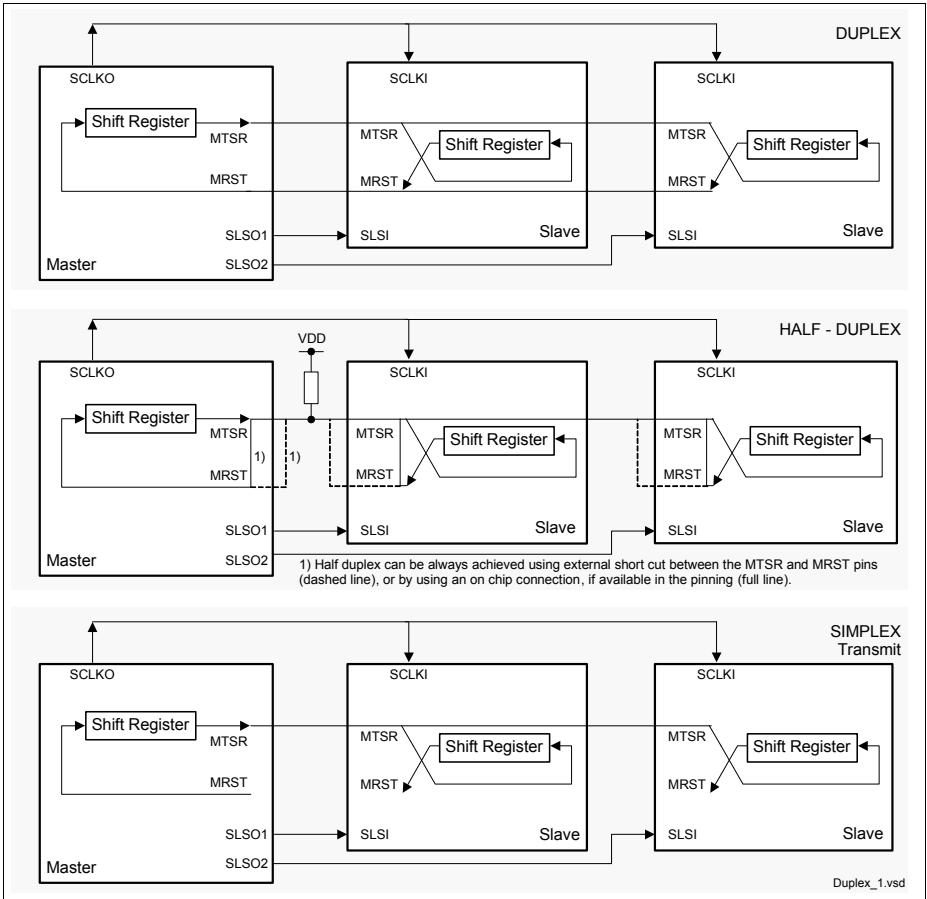 DUPLEX
SCLKO
SCLKI
SCLKI
Shift Register
MTSR
MTSR
Shift Register
MTSR
Shift Register
MRST
MRST
MRST
SLSO1
SLSI
Slave
SLSI
Slave
Master
SLSO2
HALF - DUPLEX
VDD
SCLKO
SCLKI
SCLKI
Shift Register
MTSR
MTSR
Shift Register
MTSR
Shift Register
1)
1)
MRST
MRST
MRST
SLSO1
SLSI
Slave
SLSI
Slave
Master
SLSO2
1) Half duplex can be always achieved using external short cut between the MTSR and MRST pins
(dashed line), or by using an on chip connection, if available in the pinning (full line).
SIMPLEX
Transmit
SCLKO
SCLKI
SCLKI
Shift Register
MTSR
MTSR
Shift Register
MTSR
Shift Register
MRST
MRST
MRST
SLSO1
SLSI
Slave
SLSI
Slave
Master
SLSO2
Duplex_1.vsd